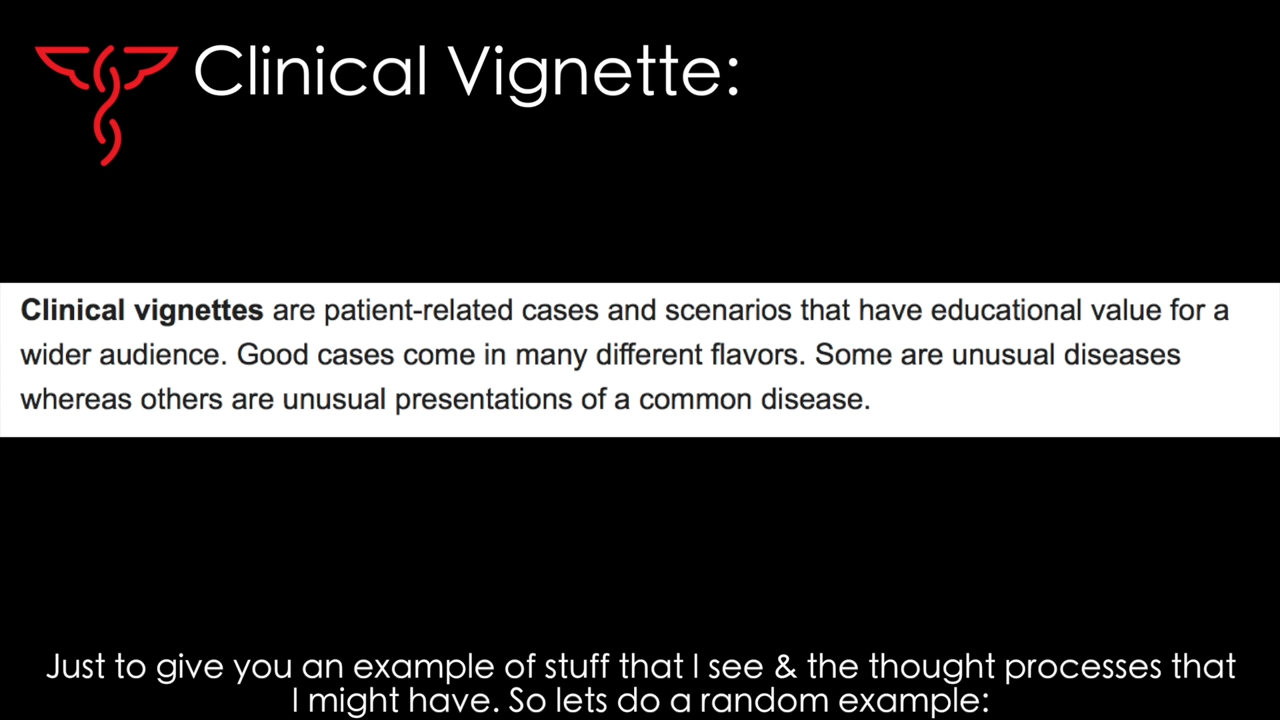 Clinical Vignette:
Clinical vignettes are patient-related cases and scenarios that have educational value for a
wider audience. Good cases come in many different flavors. Some are unusual diseases
whereas others are unusual presentations of a common disease.
Just to give you an example of stuff that I see & the thought processes that
I might have. So lets do a random example: